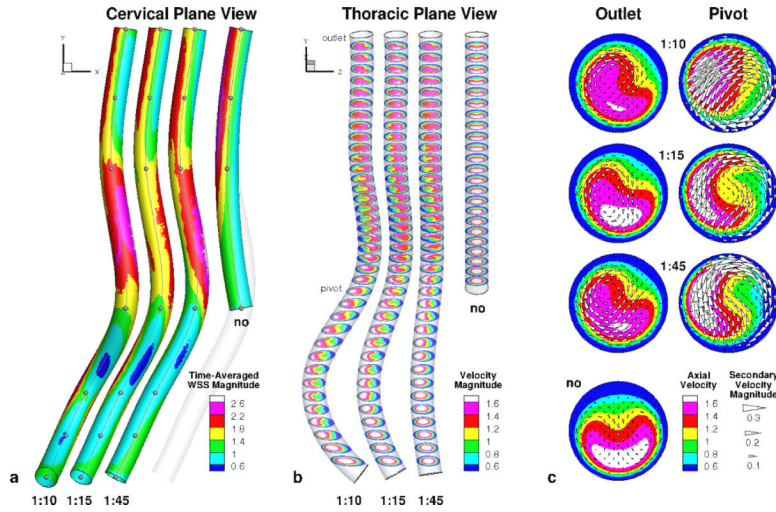 Cervical Plane View
Y
Z
X
no
Time-Averaged
WSS Magnitude
2.6
2.2
1.8
1.4
1
0.6
a
1:10
1:15
1:45
Thoracic Plane View
Y
Z
outlet
pivot
no
Velocity
Magnitude
1.6
1.4
1.2
1
0.8
0.6
b
1:10
1:15
1:45
Outlet
Pivot
1:10
1:15
1:45
no
Axial
Velocity
1.6
1.4
1.2
1
0.8
0.6
Secondary
Velocity
Magnitude
0.3
0.2
0.1
c